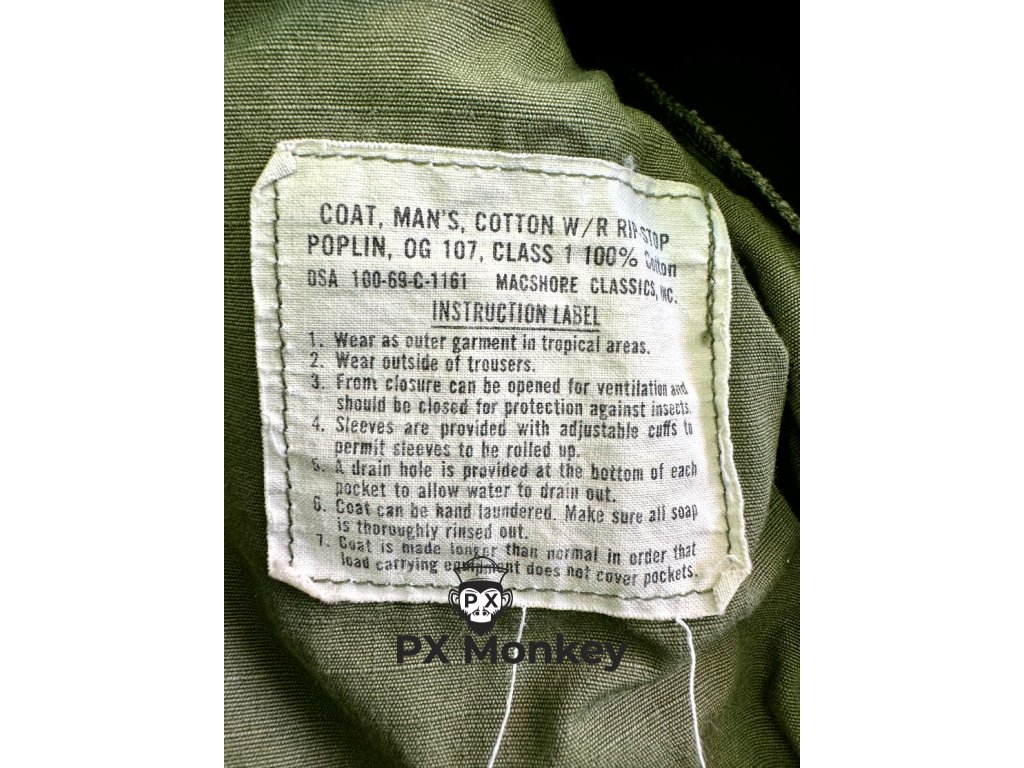 COAT, MAN'S, COTTON W/R RIPSTOP
POPLIN, OG 107, CLASS 1 100% Cotton
DSA 100-69-C-1161 MACSHORE CLASSICS, INC.
INSTRUCTION LABEL
1. Wear as outer garment in tropical areas.
2. Wear outside of trousers.
3. Front closure can be opened for ventilation and
should be closed for protection against insects.
4. Sleeves are provided with adjustable cuffs to
permit sleeves to be rolled up.
5. A drain hole is provided at the bottom of each
pocket to allow water to drain out.
6. Coat can be hand laundered. Make sure all soap
is thoroughly rinsed out.
7. Coat is made longer than normal in order that
load carrying equipment does not cover pockets.
PX
PX Monkey